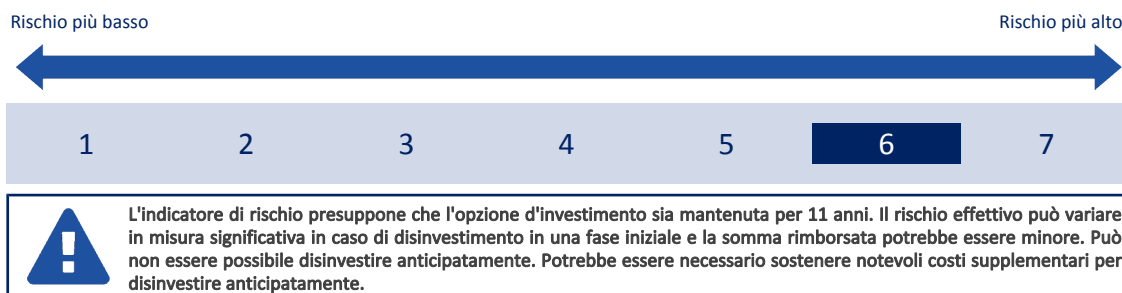 Rischio più basso Rischio più alto
1 2 3 4 5 6 7
L'indicatore di rischio presuppone che l'opzione d'investimento sia mantenuta per 11 anni. Il rischio effettivo può variare
in misura significativa in caso di disinvestimento in una fase iniziale e la somma rimborsata potrebbe essere minore. Può
non essere possibile disinvestire anticipatamente. Potrebbe essere necessario sostenere notevoli costi supplementari per
disinvestire anticipatamente.